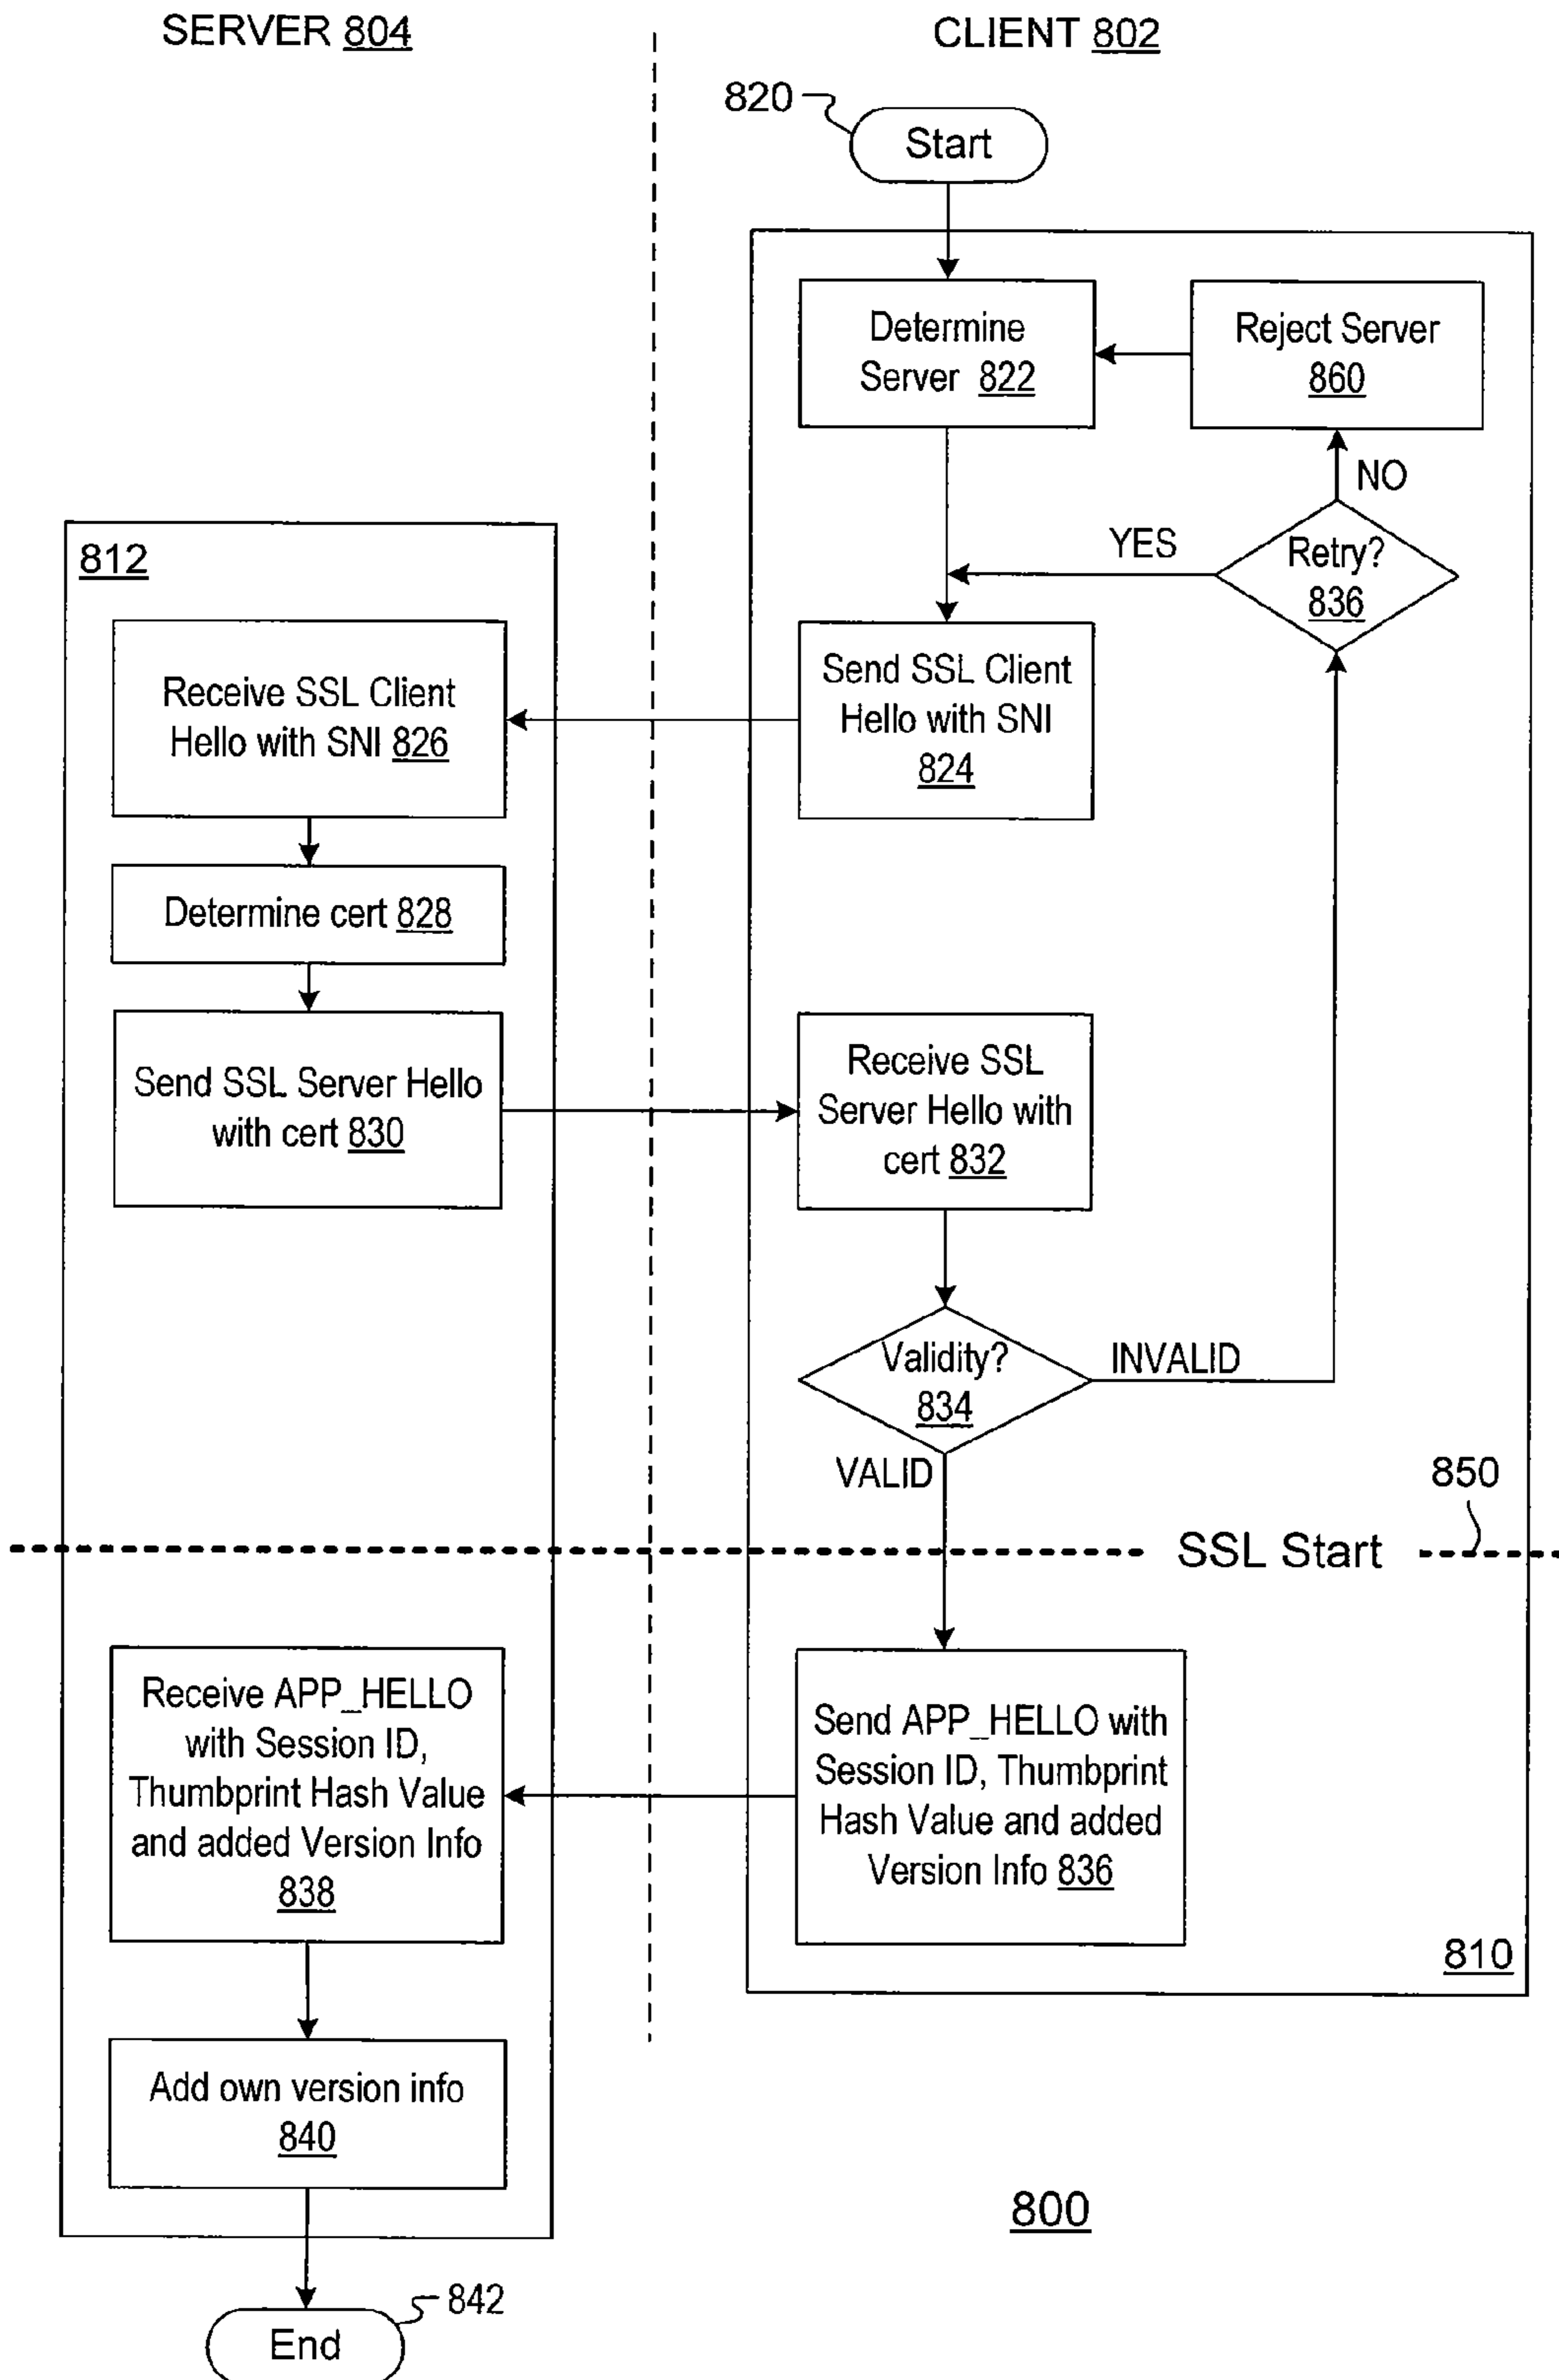 SERVER 804
CLIENT 802
820
Start
Determine
Server 822
Reject Server
860
NO
YES
Retry?
836
812
Receive SSL Client
Hello with SNI 826
Send SSL Client
Hello with SNI
824
Determine cert 828
Send SSL Server Hello
with cert 830
Receive SSL
Server Hello with
cert 832
Validity?
834
INVALID
VALID
850
SSL Start
Receive APP_HELLO
with Session ID,
Thumbprint Hash Value
and added Version Info
838
Send APP_HELLO with
Session ID, Thumbprint
Hash Value and added
Version Info 836
810
Add own version info
840
800
842
End